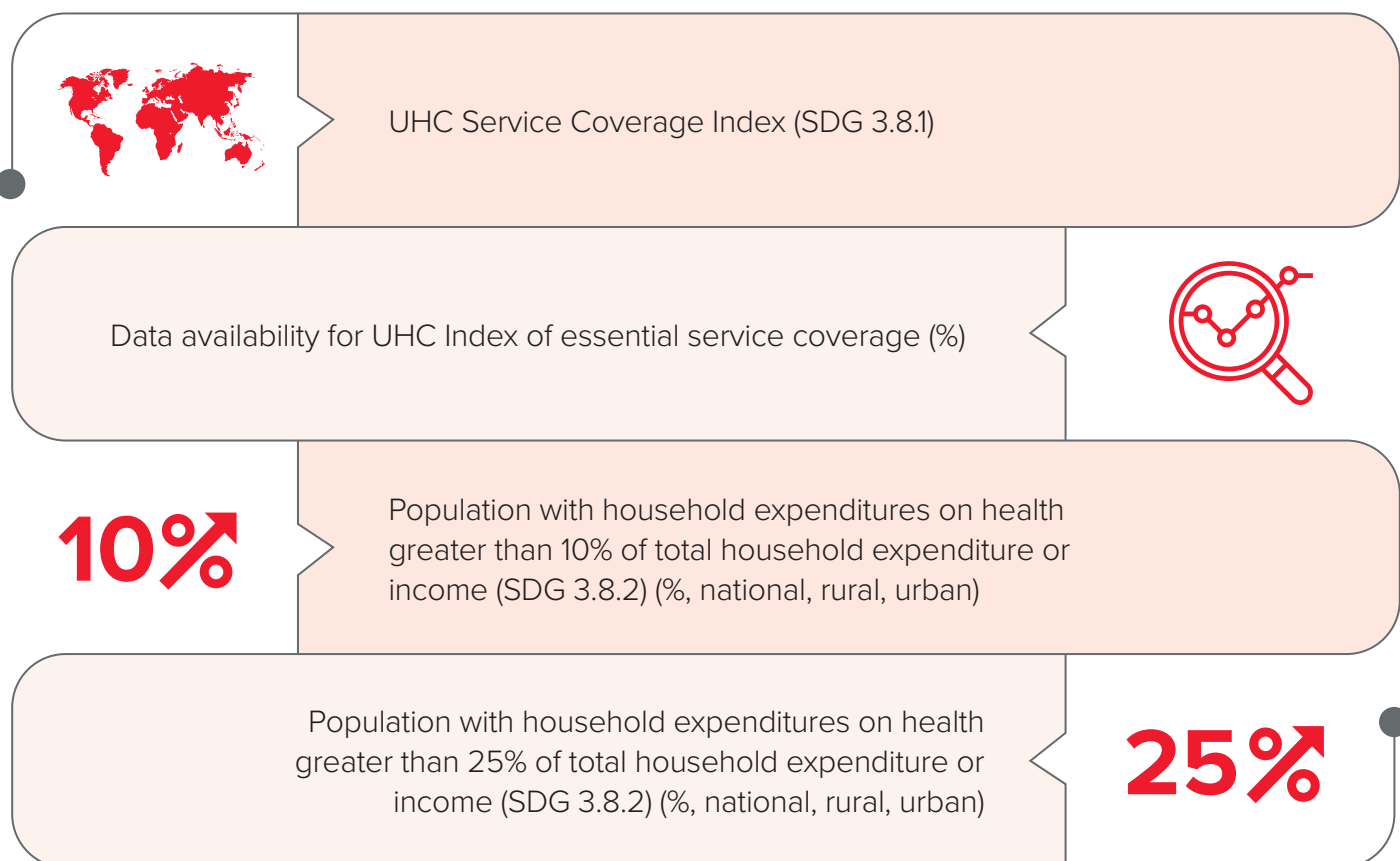 UHC Service Coverage Index (SDG 3.8.1)
Data availability for UHC Index of essential service coverage (%)
10%
Population with household expenditures on health
greater than 10% of total household expenditure or
income (SDG 3.8.2) (%, national, rural, urban)
Population with household expenditures on health
greater than 25% of total household expenditure or
income (SDG 3.8.2) (%, national, rural, urban)
25%